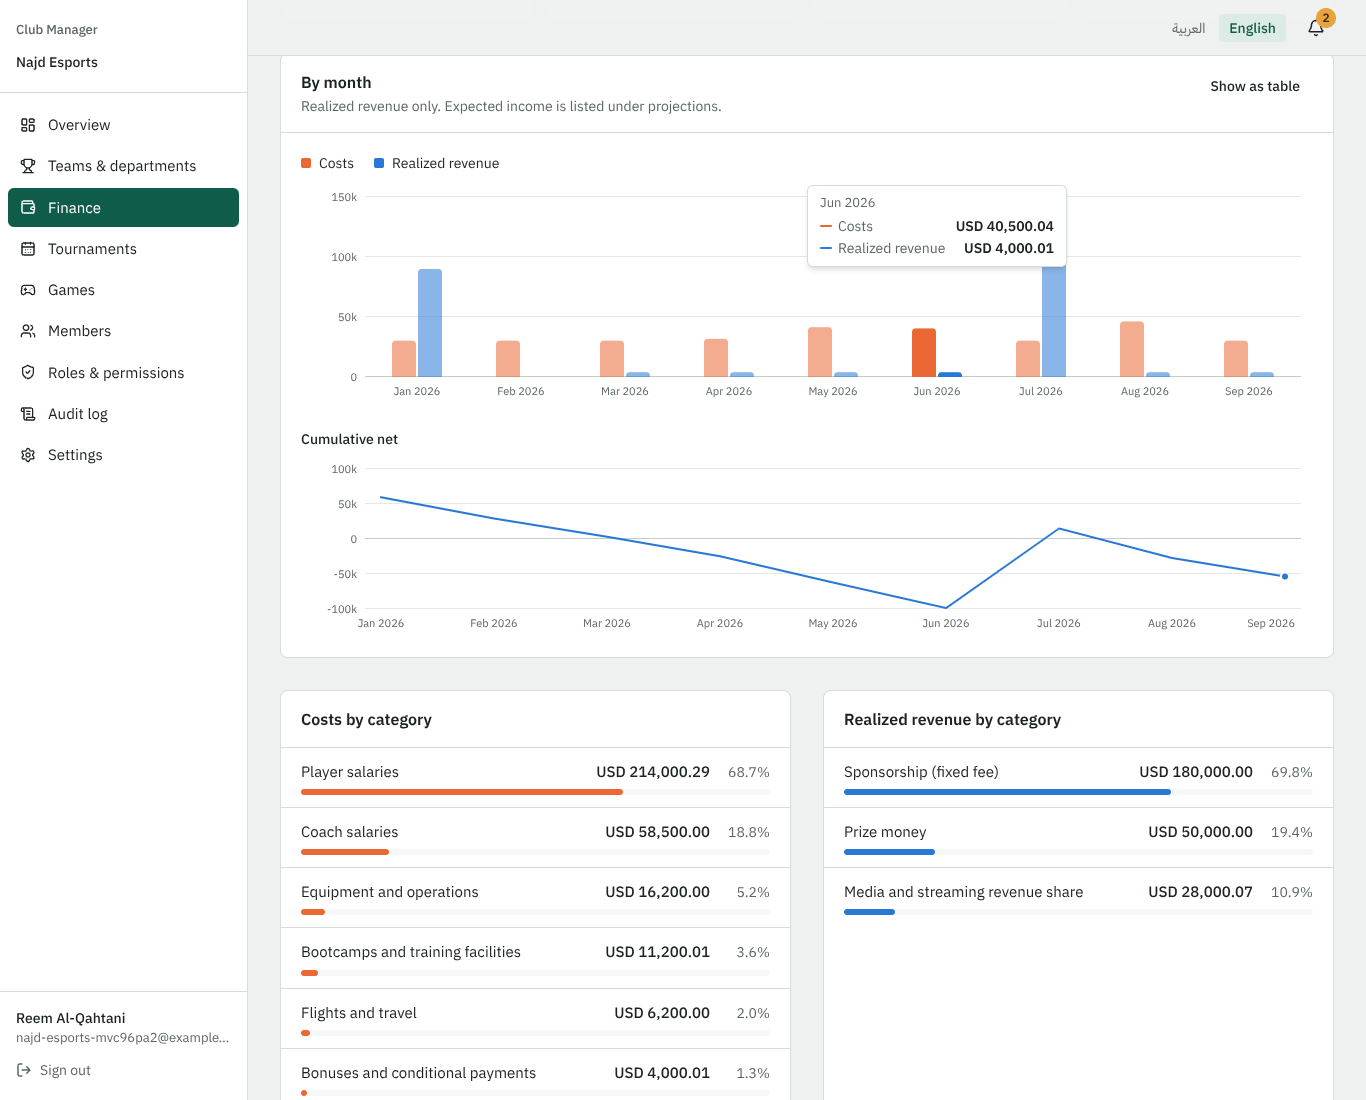 Club Manager
Najd Esports
Overview
Teams & departments
Finance
Tournaments
Games
Members
Roles & permissions
Audit log
Settings
Reem Al-Qahtani
najd-esports-mvc96pa2@example...
Sign out
العربية
English
2
By month
Realized revenue only. Expected income is listed under projections.
Show as table
Costs
Realized revenue
150k
100k
50k
0
Jun 2026
Costs USD 40,500.04
Realized revenue USD 4,000.01
Jan 2026 Feb 2026 Mar 2026 Apr 2026 May 2026 Jun 2026 Jul 2026 Aug 2026 Sep 2026
Cumulative net
100k
50k
0
-50k
-100k
Jan 2026 Feb 2026 Mar 2026 Apr 2026 May 2026 Jun 2026 Jul 2026 Aug 2026 Sep 2026
Costs by category
Player salaries USD 214,000.29 68.7%
Coach salaries USD 58,500.00 18.8%
Equipment and operations USD 16,200.00 5.2%
Bootcamps and training facilities USD 11,200.01 3.6%
Flights and travel USD 6,200.00 2.0%
Bonuses and conditional payments USD 4,000.01 1.3%
Realized revenue by category
Sponsorship (fixed fee) USD 180,000.00 69.8%
Prize money USD 50,000.00 19.4%
Media and streaming revenue share USD 28,000.07 10.9%